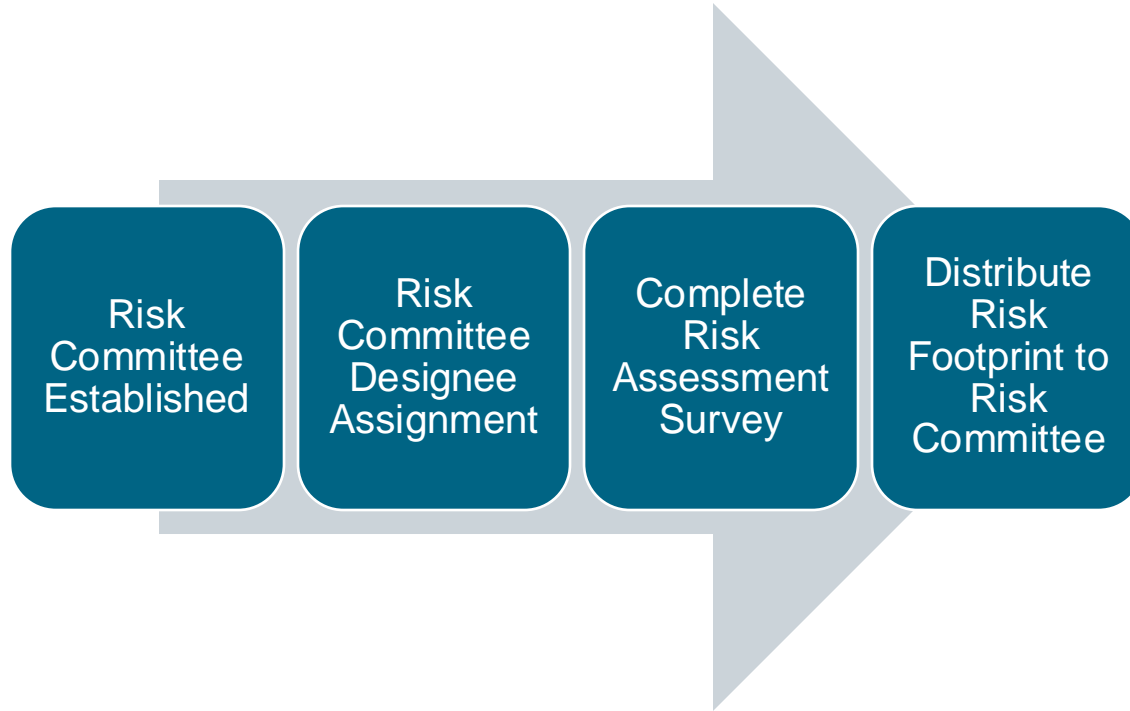 Risk
Committee
Established
Risk
Committee
Designee
Assignment
Complete
Risk
Assessment
Survey
Distribute
Risk
Footprint to
Risk
Committee